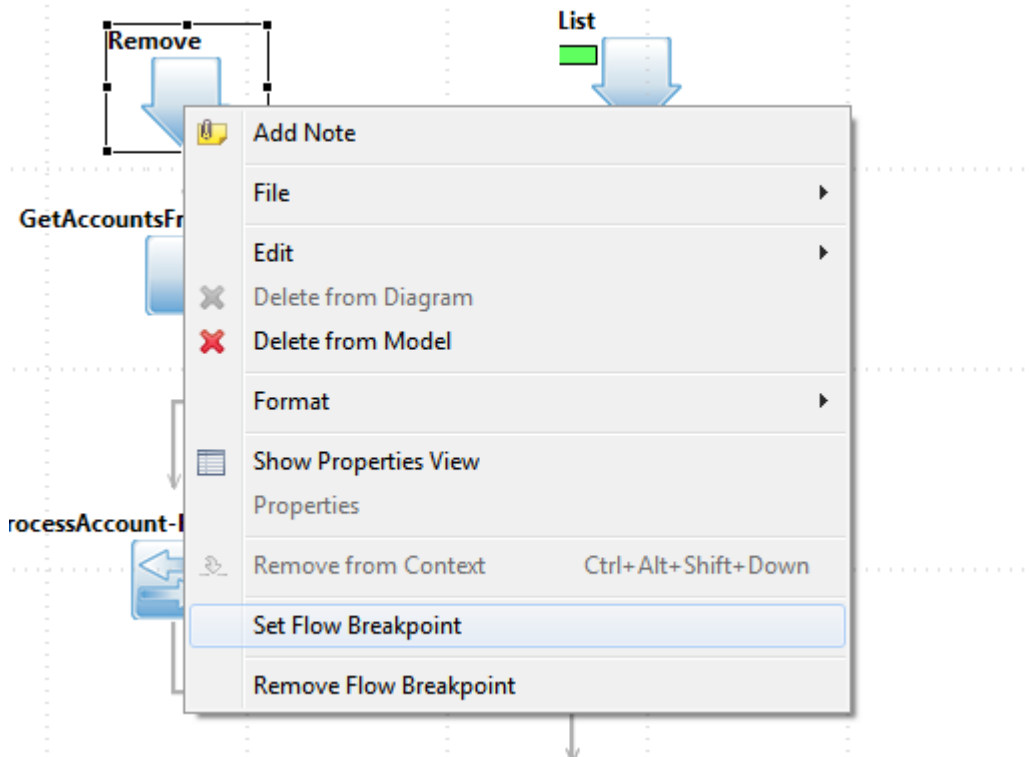 Remove
List
Add Note
File
GetAccountsFr
Edit
Delete from Diagram
Delete from Model
Format
Show Properties View
Properties
rocessAccount-
Remove from Context Ctrl+Alt+Shift+Down
Set Flow Breakpoint
Remove Flow Breakpoint